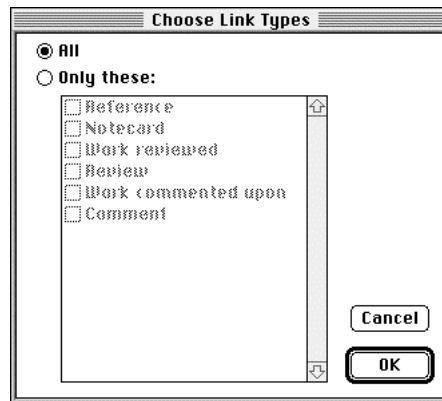 Choose Link Types
All
Only these:
Reference
Notecard
Work reviewed
Review
Work commented upon
Comment
Cancel
OK